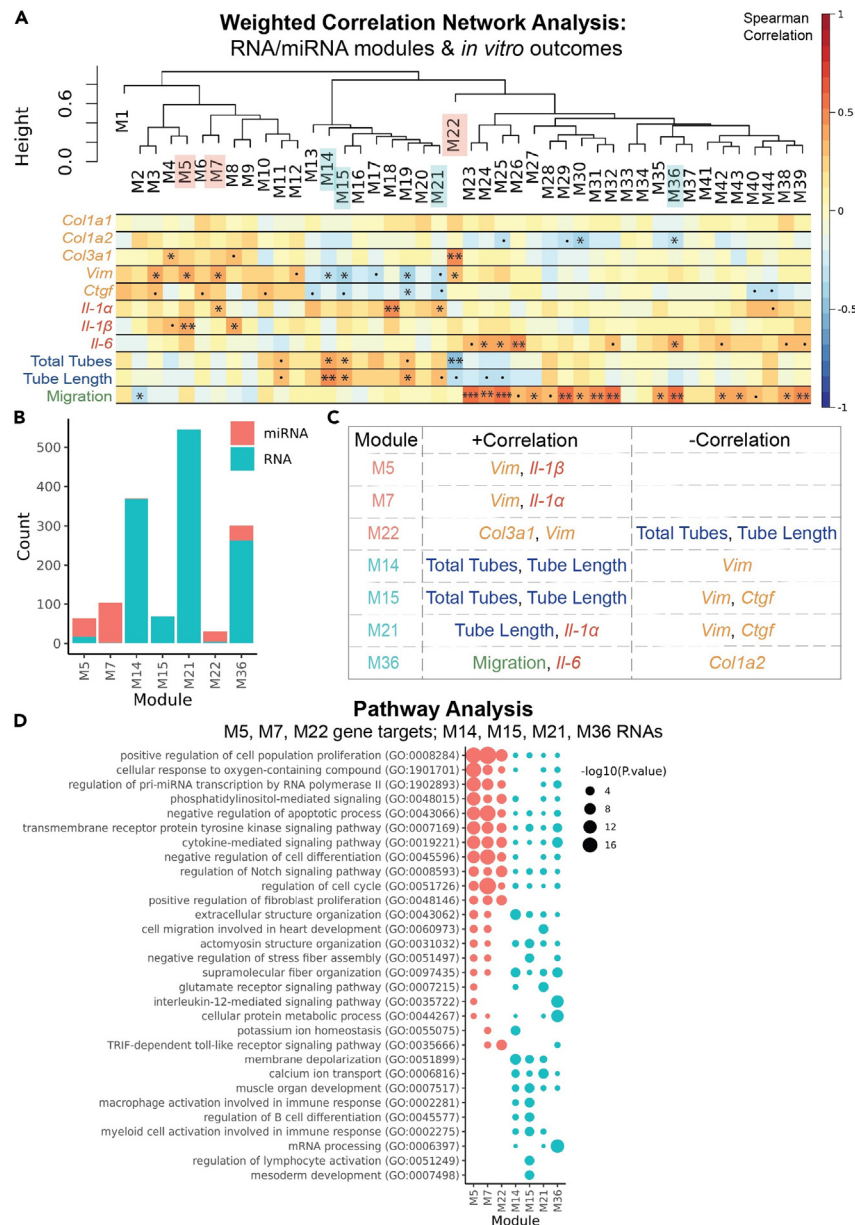 A
Weighted Correlation Network Analysis:
RNA/miRNA modules & in vitro outcomes
Spearman
Correlation
1
0.5
0
-0.5
-1
Height
0.6
0.0
M1
M2
M3
M4
M5
M6
M7
M8
M9
M10
M11
M12
M13
M14
M15
M16
M17
M18
M19
M20
M21
M22
M23
M24
M25
M26
M27
M28
M29
M30
M31
M32
M33
M34
M35
M36
M37
M41
M42
M43
M40
M44
M38
M39
Col1a1
Col1a2
Col3a1
Vim
Ctgf
Il-1α
Il-1β
Il-6
Total Tubes
Tube Length
Migration
B
miRNA
RNA
Count
500
400
300
200
100
0
M5
M7
M14
M15
M21
M22
M36
Module
C
Module +Correlation -Correlation
M5 Vim, Il-1β
M7 Vim, Il-1α
M22 Col3a1, Vim Total Tubes, Tube Length
M14 Total Tubes, Tube Length Vim
M15 Total Tubes, Tube Length Vim, Ctgf
M21 Tube Length, Il-1α Vim, Ctgf
M36 Migration, Il-6 Col1a2
D
Pathway Analysis
M5, M7, M22 gene targets; M14, M15, M21, M36 RNAs
positive regulation of cell population proliferation (GO:0008284)
cellular response to oxygen-containing compound (GO:1901701)
regulation of pri-miRNA transcription by RNA polymerase II (GO:1902893)
phosphatidylinositol-mediated signaling (GO:0048015)
negative regulation of apoptotic process (GO:0043066)
transmembrane receptor protein tyrosine kinase signaling pathway (GO:0007169)
cytokine-mediated signaling pathway (GO:0019221)
negative regulation of cell differentiation (GO:0045596)
regulation of Notch signaling pathway (GO:0008593)
regulation of cell cycle (GO:0051726)
positive regulation of fibroblast proliferation (GO:0048146)
extracellular structure organization (GO:0043062)
cell migration involved in heart development (GO:0060973)
actomyosin structure organization (GO:0031032)
negative regulation of stress fiber assembly (GO:0051497)
supramolecular fiber organization (GO:0097435)
glutamate receptor signaling pathway (GO:0007215)
interleukin-12-mediated signaling pathway (GO:0035722)
cellular protein metabolic process (GO:0044267)
potassium ion homeostasis (GO:0055075)
TRIF-dependent toll-like receptor signaling pathway (GO:0035666)
membrane depolarization (GO:0051899)
calcium ion transport (GO:0006816)
muscle organ development (GO:0007517)
macrophage activation involved in immune response (GO:0002281)
regulation of B cell differentiation (GO:0045577)
myeloid cell activation involved in immune response (GO:0002275)
mRNA processing (GO:0006397)
regulation of lymphocyte activation (GO:0051249)
mesoderm development (GO:0007498)
-log10(P.value)
4
8
12
16
M5
M7
M22
M14
M15
M21
M36
Module